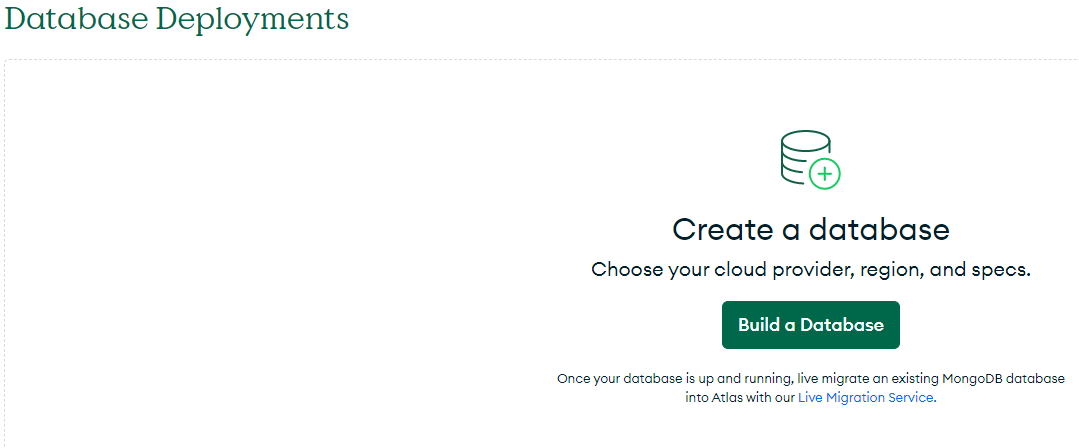 Database Deployments
Create a database
Choose your cloud provider, region, and specs.
Build a Database
Once your database is up and running, live migrate an existing MongoDB database
into Atlas with our Live Migration Service.